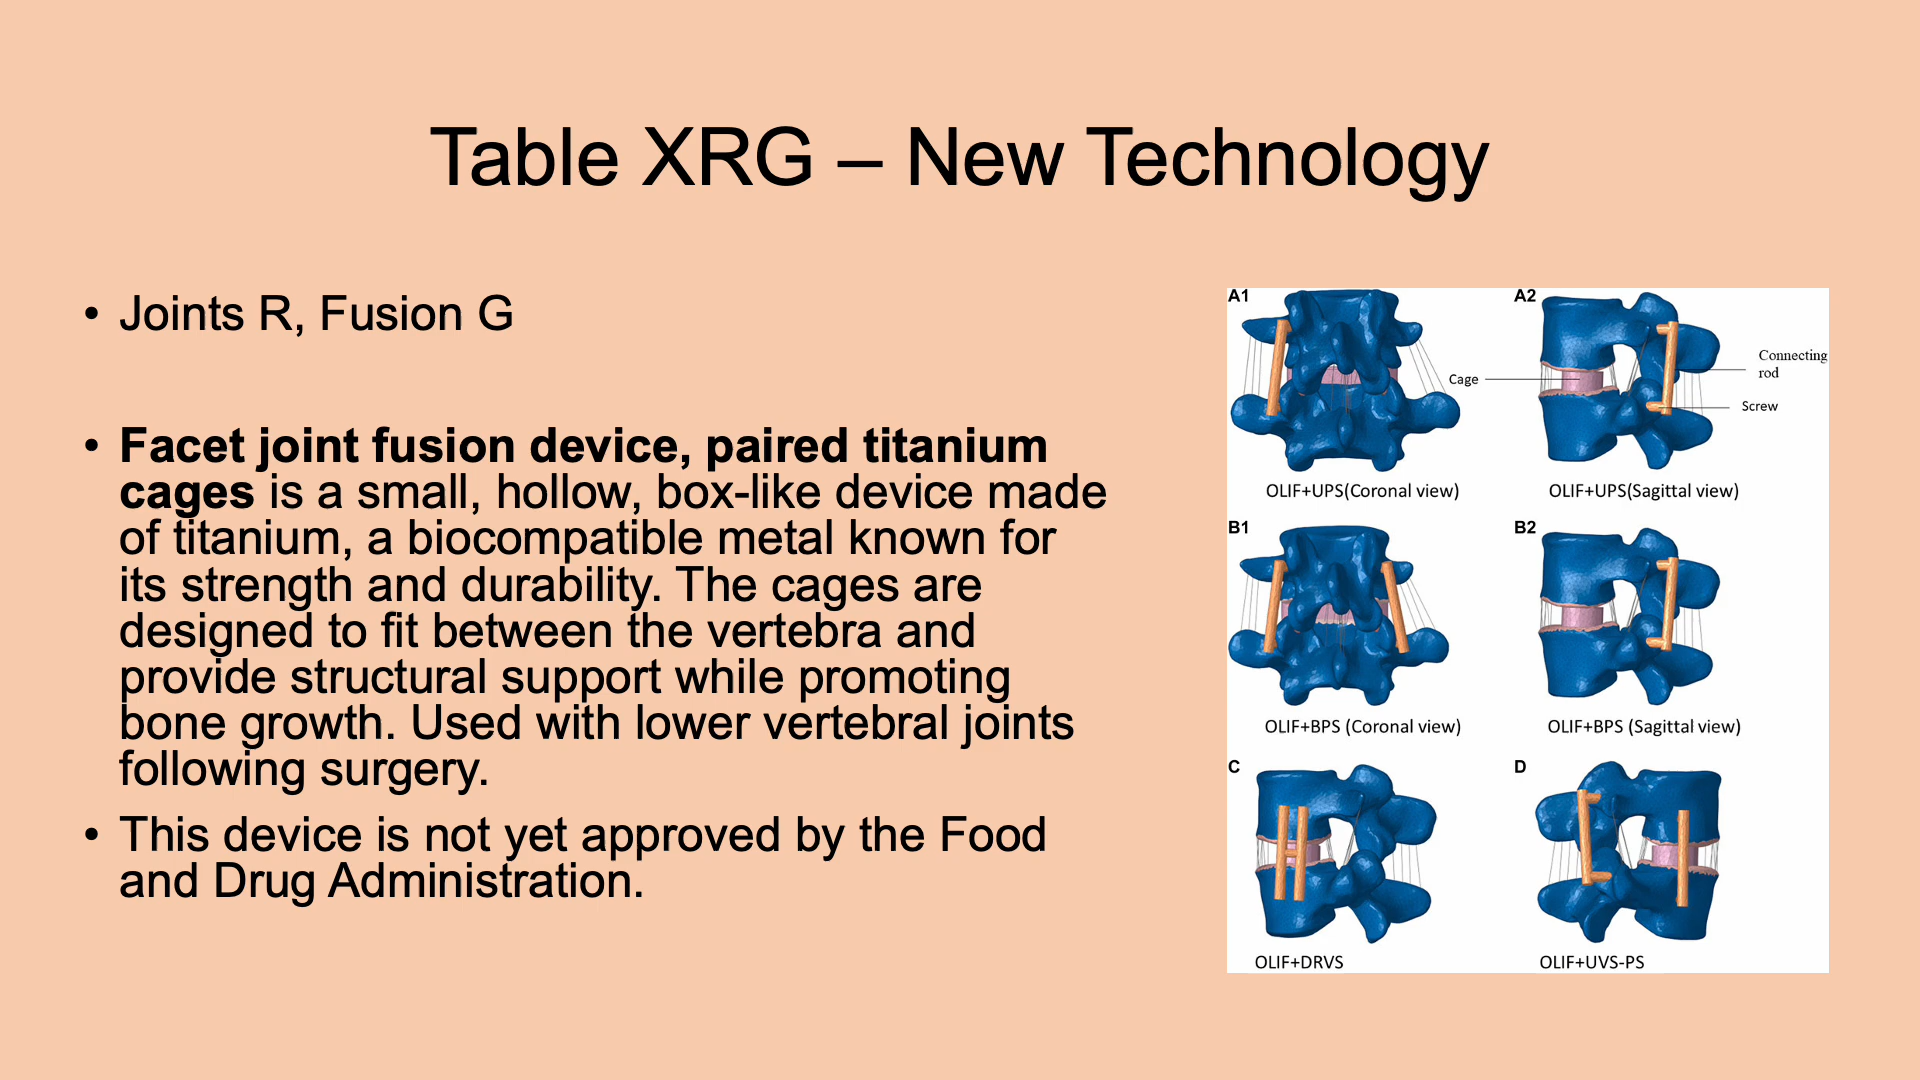 Table XRG – New Technology
• Joints R, Fusion G
• Facet joint fusion device, paired titanium
cages is a small, hollow, box-like device made
of titanium, a biocompatible metal known for
its strength and durability. The cages are
designed to fit between the vertebra and
provide structural support while promoting
bone growth. Used with lower vertebral joints
following surgery.
• This device is not yet approved by the Food
and Drug Administration.
A1
A2
Cage
Connecting
rod
Screw
OLIF+UPS(Coronal view)
OLIF+UPS(Sagittal view)
B1
B2
OLIF+BPS (Coronal view)
OLIF+BPS (Sagittal view)
C
D
OLIF+DRVS
OLIF+UVS-PS